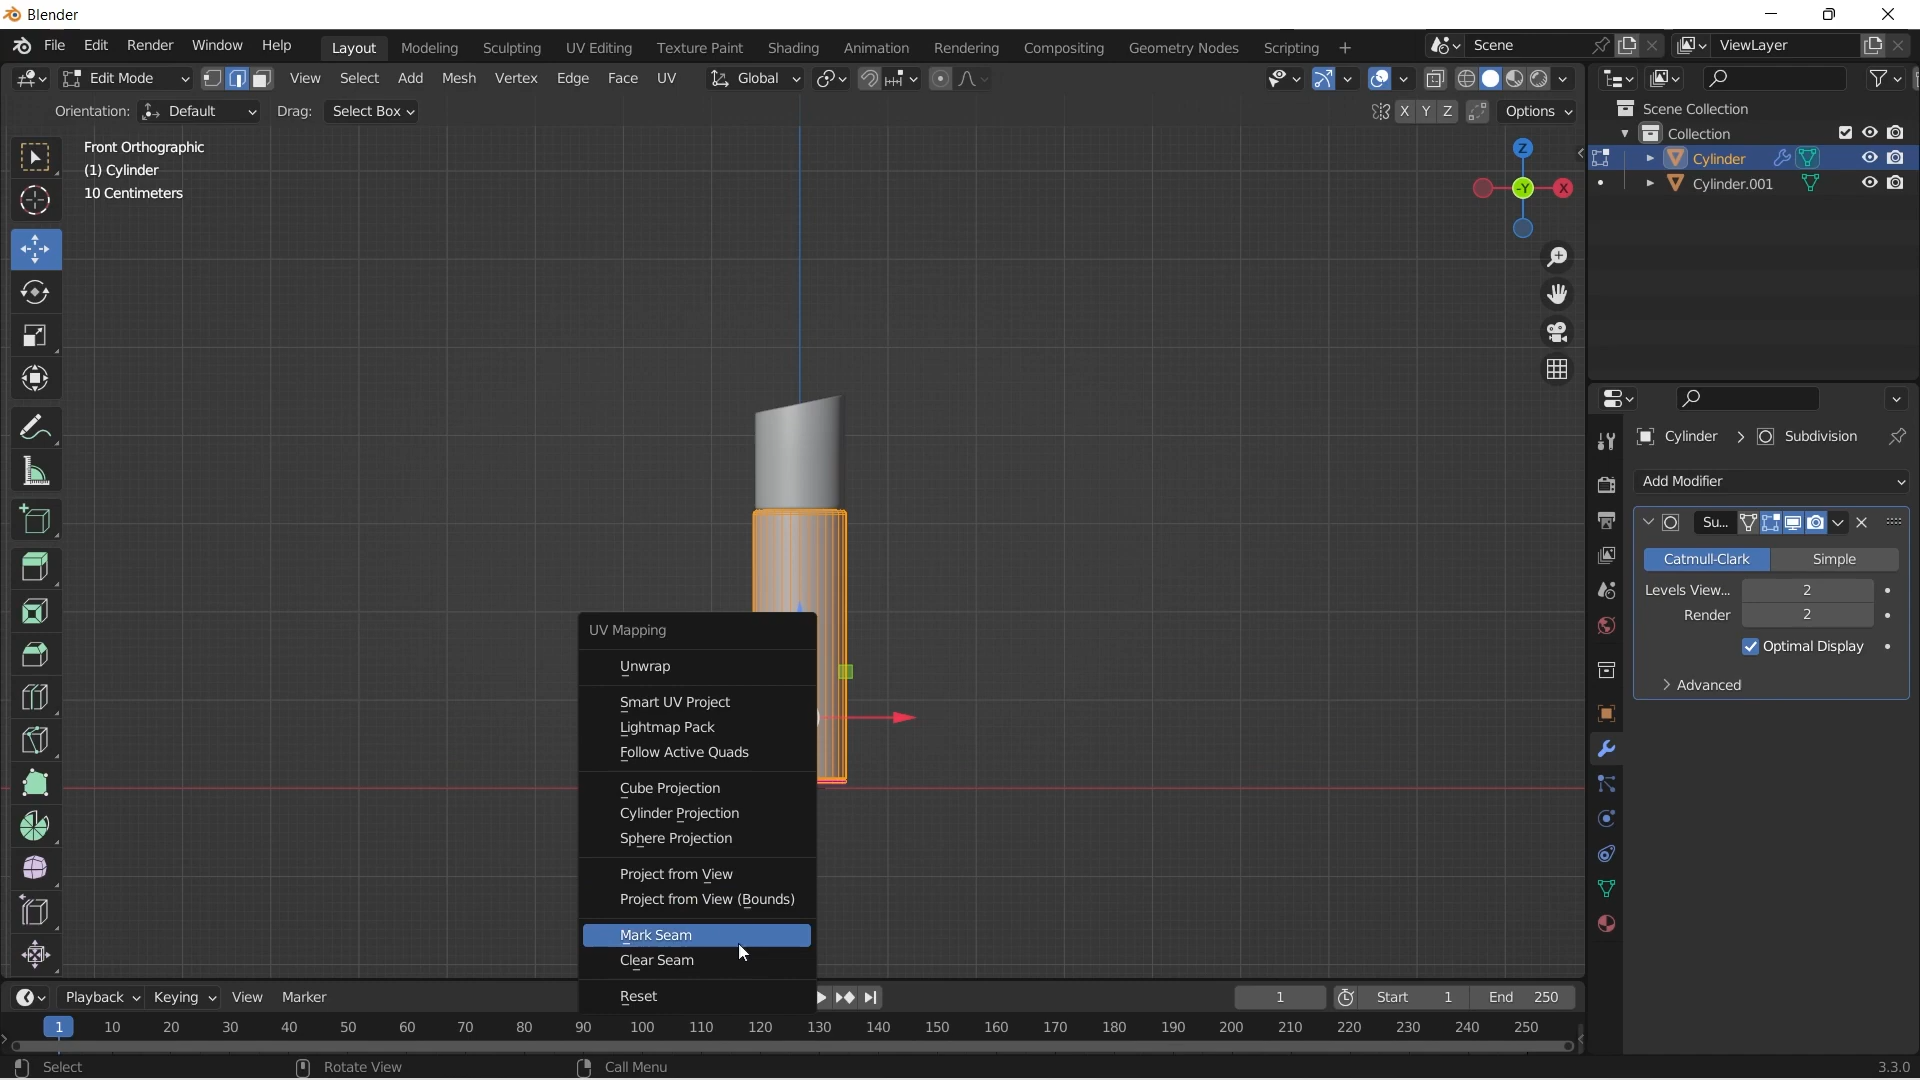 Blender
File Edit Render Window Help Layout Modeling Sculpting UV Editing Texture Paint Shading Animation Rendering Compositing Geometry Nodes Scripting + Scene ViewLayer
Edit Mode View Select Add Mesh Vertex Edge Face UV Global
Orientation: Default Drag: Select Box X Y Z Options
Front Orthographic
(1) Cylinder
10 Centimeters
Z
-Y X
Scene Collection
Collection
Cylinder
Cylinder.001
Cylinder > Subdivision
Add Modifier
Su...
Catmull-Clark Simple
Levels View... 2
Render 2
Optimal Display
> Advanced
UV Mapping
Unwrap
Smart UV Project
Lightmap Pack
Follow Active Quads
Cube Projection
Cylinder Projection
Sphere Projection
Project from View
Project from View (Bounds)
Mark Seam
Clear Seam
Reset
Playback Keying View Marker 1 Start 1 End 250
1 10 20 30 40 50 60 70 80 90 100 110 120 130 140 150 160 170 180 190 200 210 220 230 240 250
Select Rotate View Call Menu 3.3.0